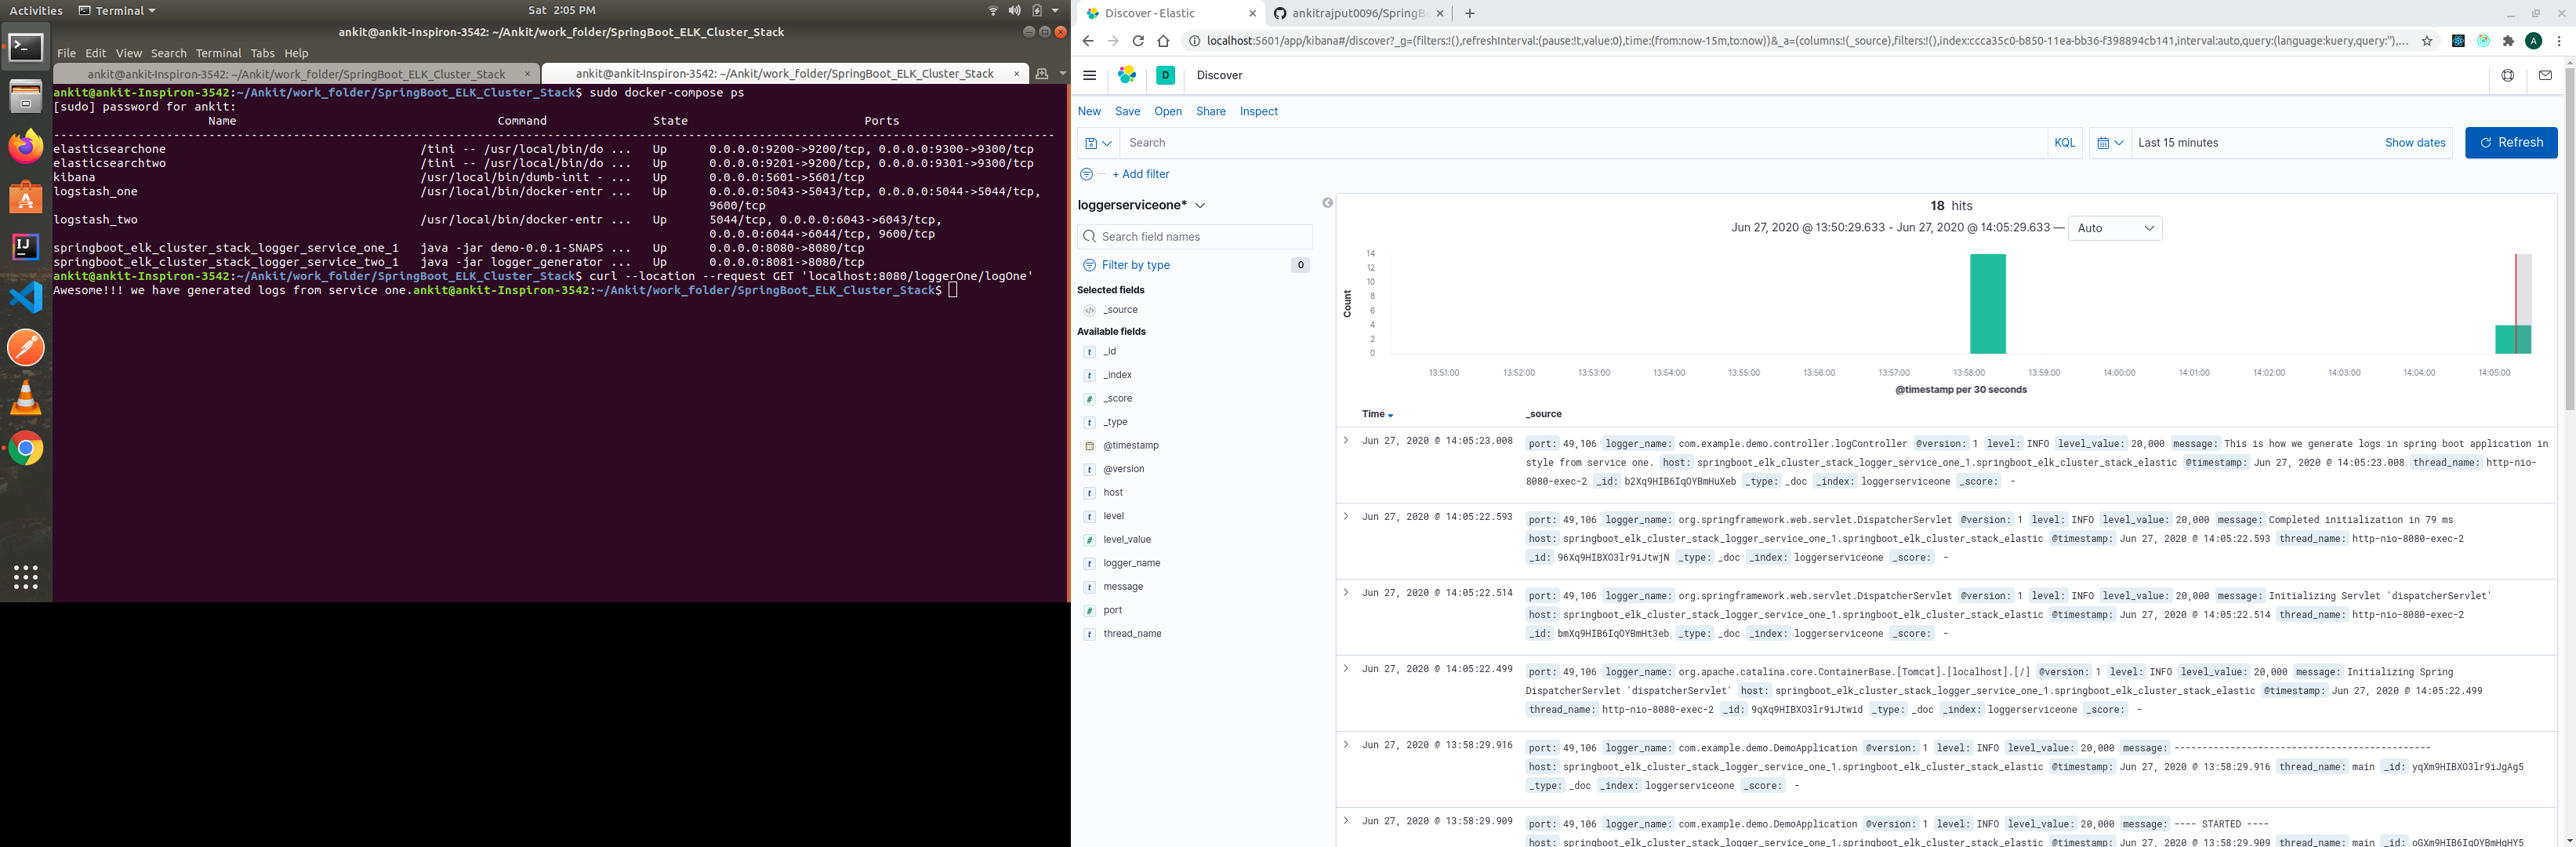 Activities Terminal Sat 2:05 PM
ankit@ankit-Inspiron-3542: ~/Ankit/work_folder/SpringBoot_ELK_Cluster_Stack
File Edit View Search Terminal Tabs Help
ankit@ankit-Inspiron-3542: ~/Ankit/work_folder/SpringBoot_ELK_Cluster_Stack × ankit@ankit-Inspiron-3542: ~/Ankit/work_folder/SpringBoot_ELK_Cluster_Stack ×
ankit@ankit-Inspiron-3542:~/Ankit/work_folder/SpringBoot_ELK_Cluster_Stack$ sudo docker-compose ps
[sudo] password for ankit:
Name Command State Ports
elasticsearchone /tini -- /usr/local/bin/do ... Up 0.0.0.0:9200->9200/tcp, 0.0.0.0:9300->9300/tcp
elasticsearchtwo /tini -- /usr/local/bin/do ... Up 0.0.0.0:9201->9200/tcp, 0.0.0.0:9301->9300/tcp
kibana /usr/local/bin/dumb-init - ... Up 0.0.0.0:5601->5601/tcp
logstash_one /usr/local/bin/docker-entr ... Up 0.0.0.0:5043->5043/tcp, 0.0.0.0:5044->5044/tcp,
9600/tcp
logstash_two /usr/local/bin/docker-entr ... Up 5044/tcp, 0.0.0.0:6043->6043/tcp,
0.0.0.0:6044->6044/tcp, 9600/tcp
springboot_elk_cluster_stack_logger_service_one_1 java -jar demo-0.0.1-SNAPS ... Up 0.0.0.0:8080->8080/tcp
springboot_elk_cluster_stack_logger_service_two_1 java -jar logger_generator ... Up 0.0.0.0:8081->8080/tcp
ankit@ankit-Inspiron-3542:~/Ankit/work_folder/SpringBoot_ELK_Cluster_Stack$ curl --location --request GET 'localhost:8080/loggerOne/logOne'
Awesome!!! we have generated logs from service one.ankit@ankit-Inspiron-3542:~/Ankit/work_folder/SpringBoot_ELK_Cluster_Stack$
Discover - Elastic × ankitrajput0096/SpringB × +
localhost:5601/app/kibana#/discover?_g=(filters:!(),refreshInterval:(pause:!t,value:0),time:(from:now-15m,to:now))&_a=(columns:!(_source),filters:!(),index:ccca35c0-b850-11ea-bb36-f398894cb141,interval:auto,query:(language:kuery,query:''),...
D Discover
New Save Open Share Inspect
Search KQL Last 15 minutes Show dates Refresh
+ Add filter
loggerserviceone*
Search field names
Filter by type 0
Selected fields
_source
Available fields
t _id
t _index
# _score
t _type
@timestamp
t @version
t host
t level
# level_value
t logger_name
t message
# port
t thread_name
18 hits
Jun 27, 2020 @ 13:50:29.633 - Jun 27, 2020 @ 14:05:29.633 — Auto
Count
14
12
10
8
6
4
2
0
13:51:00 13:52:00 13:53:00 13:54:00 13:55:00 13:56:00 13:57:00 13:58:00 13:59:00 14:00:00 14:01:00 14:02:00 14:03:00 14:04:00 14:05:00
@timestamp per 30 seconds
Time _source
Jun 27, 2020 @ 14:05:23.008 port: 49,106 logger_name: com.example.demo.controller.logController @version: 1 level: INFO level_value: 20,000 message: This is how we generate logs in spring boot application in
style from service one. host: springboot_elk_cluster_stack_logger_service_one_1.springboot_elk_cluster_stack_elastic @timestamp: Jun 27, 2020 @ 14:05:23.008 thread_name: http-nio-
8080-exec-2 _id: b2Xq9HIB6IqOYBmHuXeb _type: _doc _index: loggerserviceone _score: -
Jun 27, 2020 @ 14:05:22.593 port: 49,106 logger_name: org.springframework.web.servlet.DispatcherServlet @version: 1 level: INFO level_value: 20,000 message: Completed initialization in 79 ms
host: springboot_elk_cluster_stack_logger_service_one_1.springboot_elk_cluster_stack_elastic @timestamp: Jun 27, 2020 @ 14:05:22.593 thread_name: http-nio-8080-exec-2
_id: 96Xq9HIBXO3lr9iJtwjN _type: _doc _index: loggerserviceone _score: -
Jun 27, 2020 @ 14:05:22.514 port: 49,106 logger_name: org.springframework.web.servlet.DispatcherServlet @version: 1 level: INFO level_value: 20,000 message: Initializing Servlet 'dispatcherServlet'
host: springboot_elk_cluster_stack_logger_service_one_1.springboot_elk_cluster_stack_elastic @timestamp: Jun 27, 2020 @ 14:05:22.514 thread_name: http-nio-8080-exec-2
_id: bmXq9HIB6IqOYBmHt3eb _type: _doc _index: loggerserviceone _score: -
Jun 27, 2020 @ 14:05:22.499 port: 49,106 logger_name: org.apache.catalina.core.ContainerBase.[Tomcat].[localhost].[/] @version: 1 level: INFO level_value: 20,000 message: Initializing Spring
DispatcherServlet 'dispatcherServlet' host: springboot_elk_cluster_stack_logger_service_one_1.springboot_elk_cluster_stack_elastic @timestamp: Jun 27, 2020 @ 14:05:22.499
thread_name: http-nio-8080-exec-2 _id: 9qXq9HIBXO3lr9iJtwid _type: _doc _index: loggerserviceone _score: -
Jun 27, 2020 @ 13:58:29.916 port: 49,106 logger_name: com.example.demo.DemoApplication @version: 1 level: INFO level_value: 20,000 message: ----------------------------------------------
host: springboot_elk_cluster_stack_logger_service_one_1.springboot_elk_cluster_stack_elastic @timestamp: Jun 27, 2020 @ 13:58:29.916 thread_name: main _id: yqXm9HIBXO3lr9iJgAg5
_type: _doc _index: loggerserviceone _score: -
Jun 27, 2020 @ 13:58:29.909 port: 49,106 logger_name: com.example.demo.DemoApplication @version: 1 level: INFO level_value: 20,000 message: ---- STARTED ----
host: springboot_elk_cluster_stack_logger_service_one_1.springboot_elk_cluster_stack_elastic @timestamp: Jun 27, 2020 @ 13:58:29.909 thread_name: main _id: oGXm9HIB6IqOYBmHgHY5